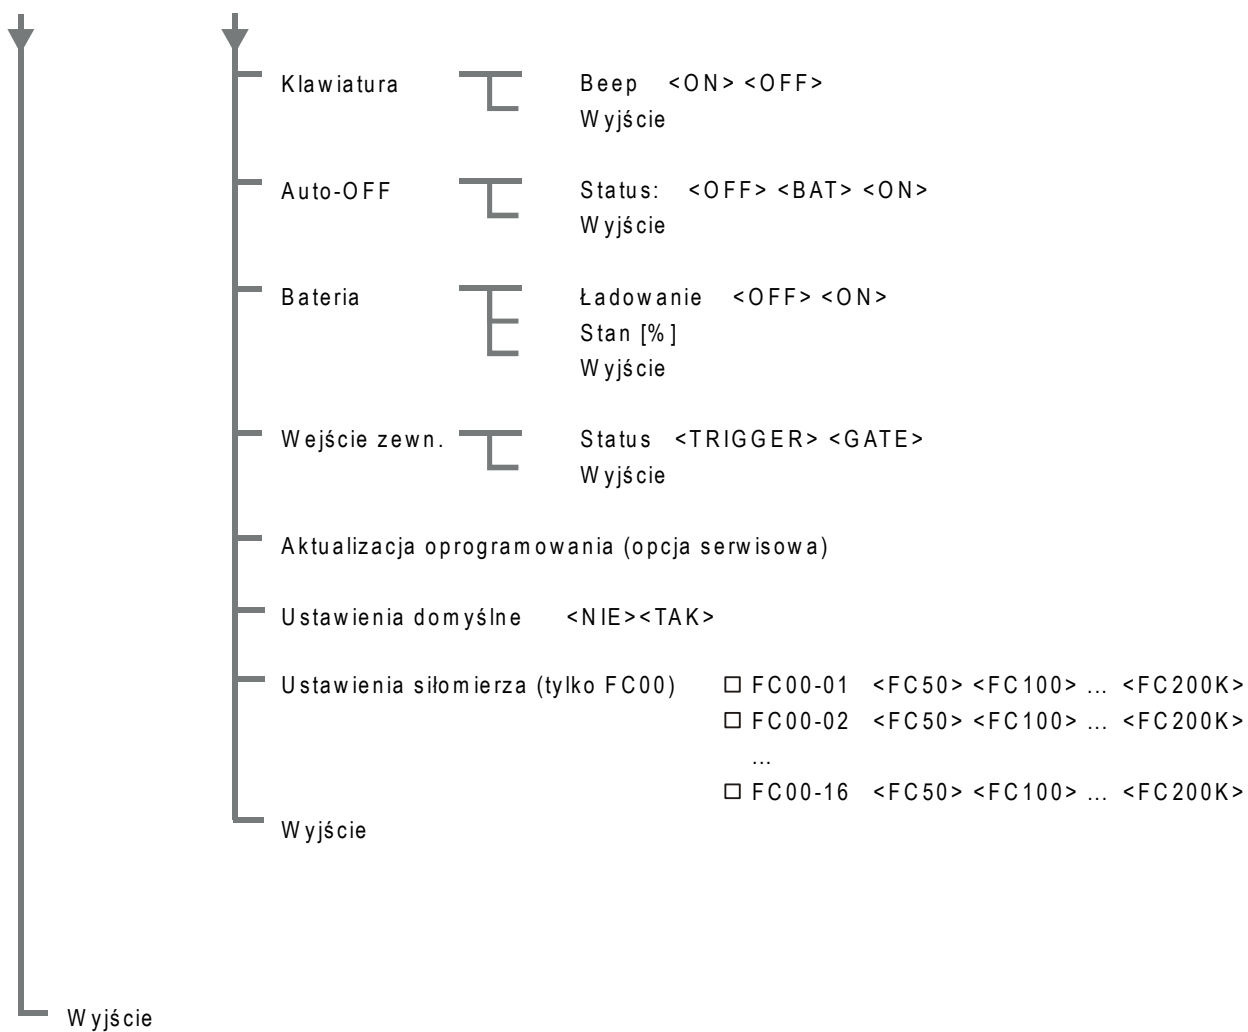 Klawiatura Beep <ON> <OFF>
Wyjście
Auto-OFF Status: <OFF> <BAT> <ON>
Wyjście
Bateria Ładowanie <OFF> <ON>
Stan [%]
Wyjście
Wejście zewn. Status <TRIGGER> <GATE>
Wyjście
Aktualizacja oprogramowania (opcja serwisowa)
Ustawienia domyślne <NIE><TAK>
Ustawienia siłomierza (tylko FC00) □ FC00-01 <FC50> <FC100> ... <FC200K>
□ FC00-02 <FC50> <FC100> ... <FC200K>
...
□ FC00-16 <FC50> <FC100> ... <FC200K>
Wyjście
Wyjście